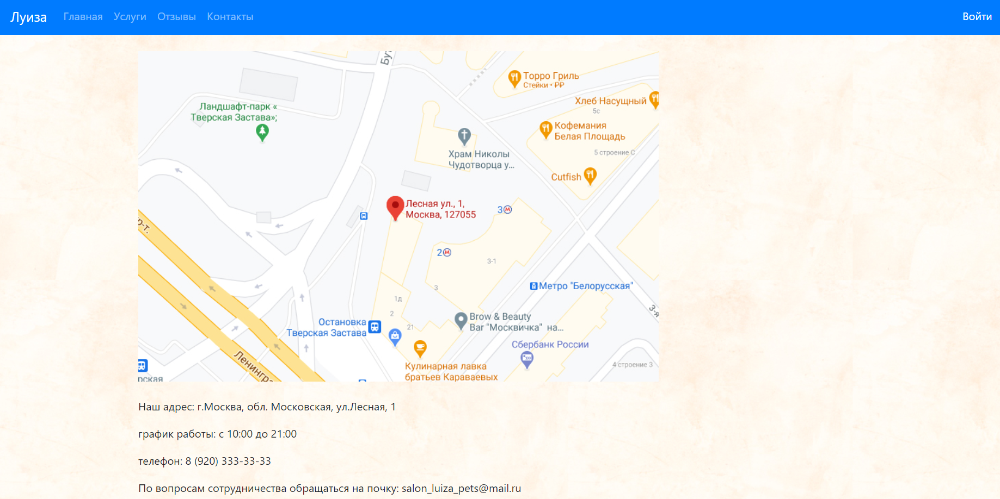 Луиза Главная Услуги Отзывы Контакты Войти
Бут
Торро Гриль
Стейки • ₽₽
Хлеб Насущный
5с
Ландшафт-парк «
Тверская Застава»;
Кофемания
Белая Площадь
5 строение С
Храм Николы
Чудотворца у...
Cutfish
Лесная ул., 1,
Москва, 127055
3
р-т.
2
3-1
3
Метро "Белорусская"
1д
2
3-я
Остановка
Тверская Застава
21
Brow & Beauty
Bar "Москвичка" на...
Сбербанк России
Ленингра
Кулинарная лавка
братьев Караваевых
4 строение 3
рская
Наш адрес: г.Москва, обл. Московская, ул.Лесная, 1
график работы: с 10:00 до 21:00
телефон: 8 (920) 333-33-33
По вопросам сотрудничества обращаться на почку: salon_luiza_pets@mail.ru